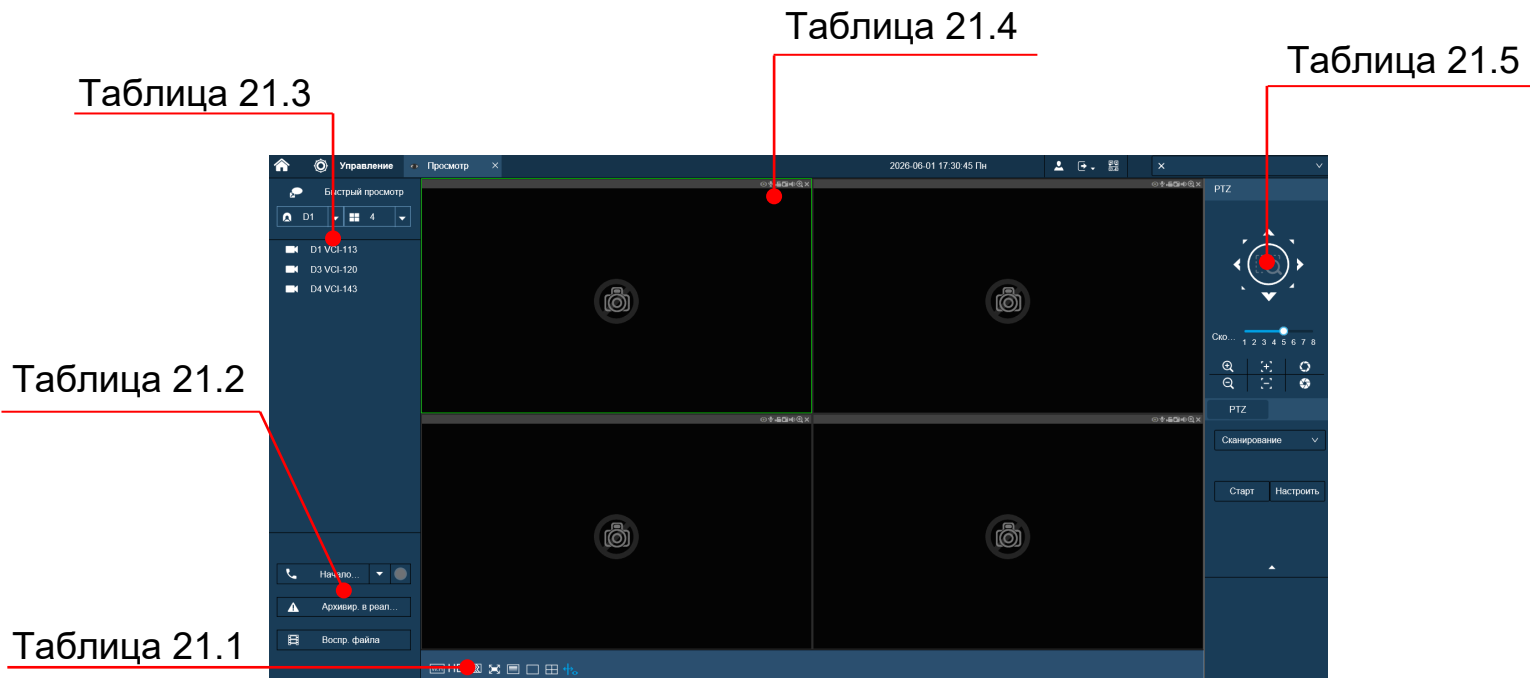 Таблица 21.4
Таблица 21.5
Таблица 21.3
Управление
Просмотр
2026-06-01 17:30:45 Пн
Быстрый просмотр
PTZ
D1
4
D1 VCI-113
D3 VCI-120
D4 VCI-143
Ско...
1 2 3 4 5 6 7 8
Таблица 21.2
PTZ
Сканирование
Старт
Настроить
Начало...
Архивир. в реал...
Воспр. файла
Таблица 21.1